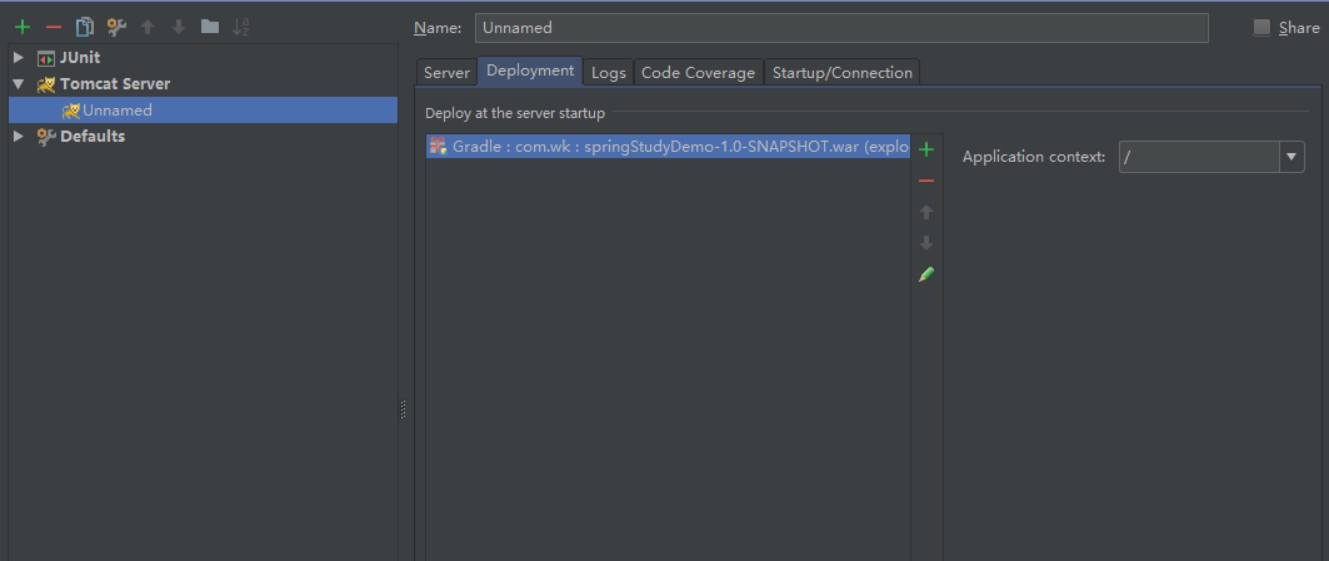 Name: Unnamed Share
JUnit
Tomcat Server
Unnamed
Defaults
Server Deployment Logs Code Coverage Startup/Connection
Deploy at the server startup
Gradle : com.wk : springStudyDemo-1.0-SNAPSHOT.war (explo
Application context: /